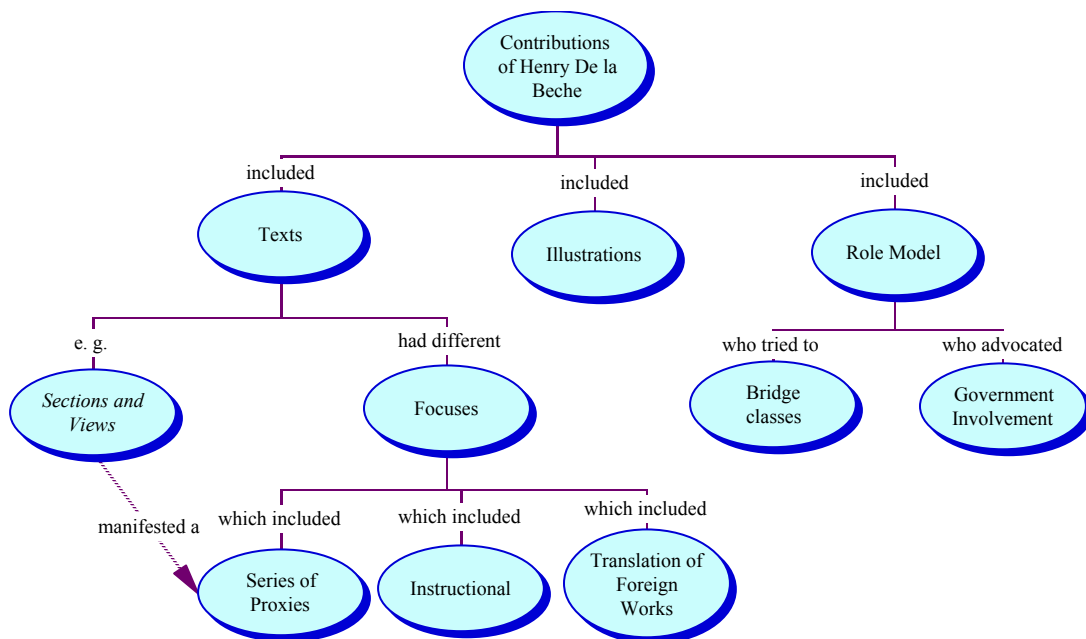 Contributions
of Henry De la
Beche
included
included
included
Texts
Illustrations
Role Model
e. g.
had different
who tried to
who advocated
Sections and
Views
Focuses
Bridge
classes
Government
Involvement
manifested a
which included
which included
which included
Series of
Proxies
Instructional
Translation of
Foreign
Works